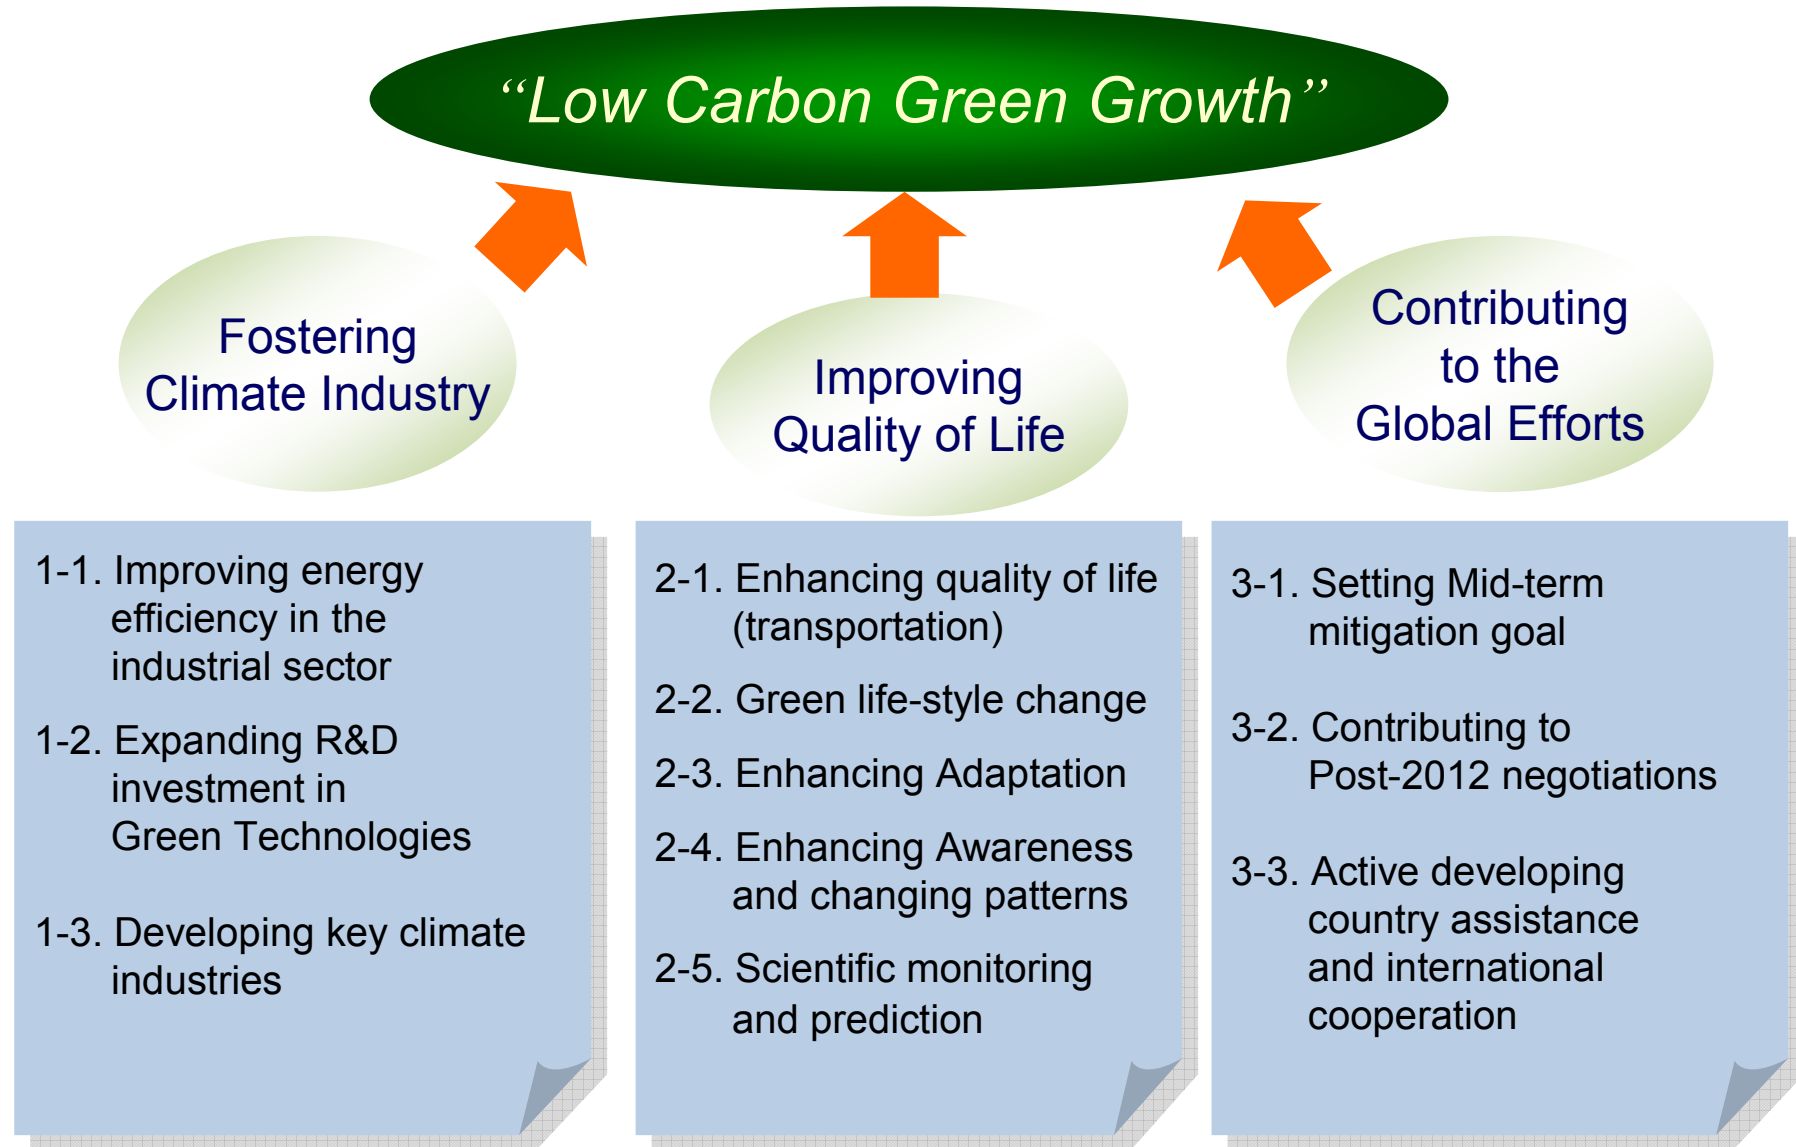 “Low Carbon Green Growth”
Fostering
Climate Industry
Improving
Quality of Life
Contributing
to the
Global Efforts
1-1. Improving energy
efficiency in the
industrial sector
1-2. Expanding R&D
investment in
Green Technologies
1-3. Developing key climate
industries
2-1. Enhancing quality of life
(transportation)
2-2. Green life-style change
2-3. Enhancing Adaptation
2-4. Enhancing Awareness
and changing patterns
2-5. Scientific monitoring
and prediction
3-1. Setting Mid-term
mitigation goal
3-2. Contributing to
Post-2012 negotiations
3-3. Active developing
country assistance
and international
cooperation